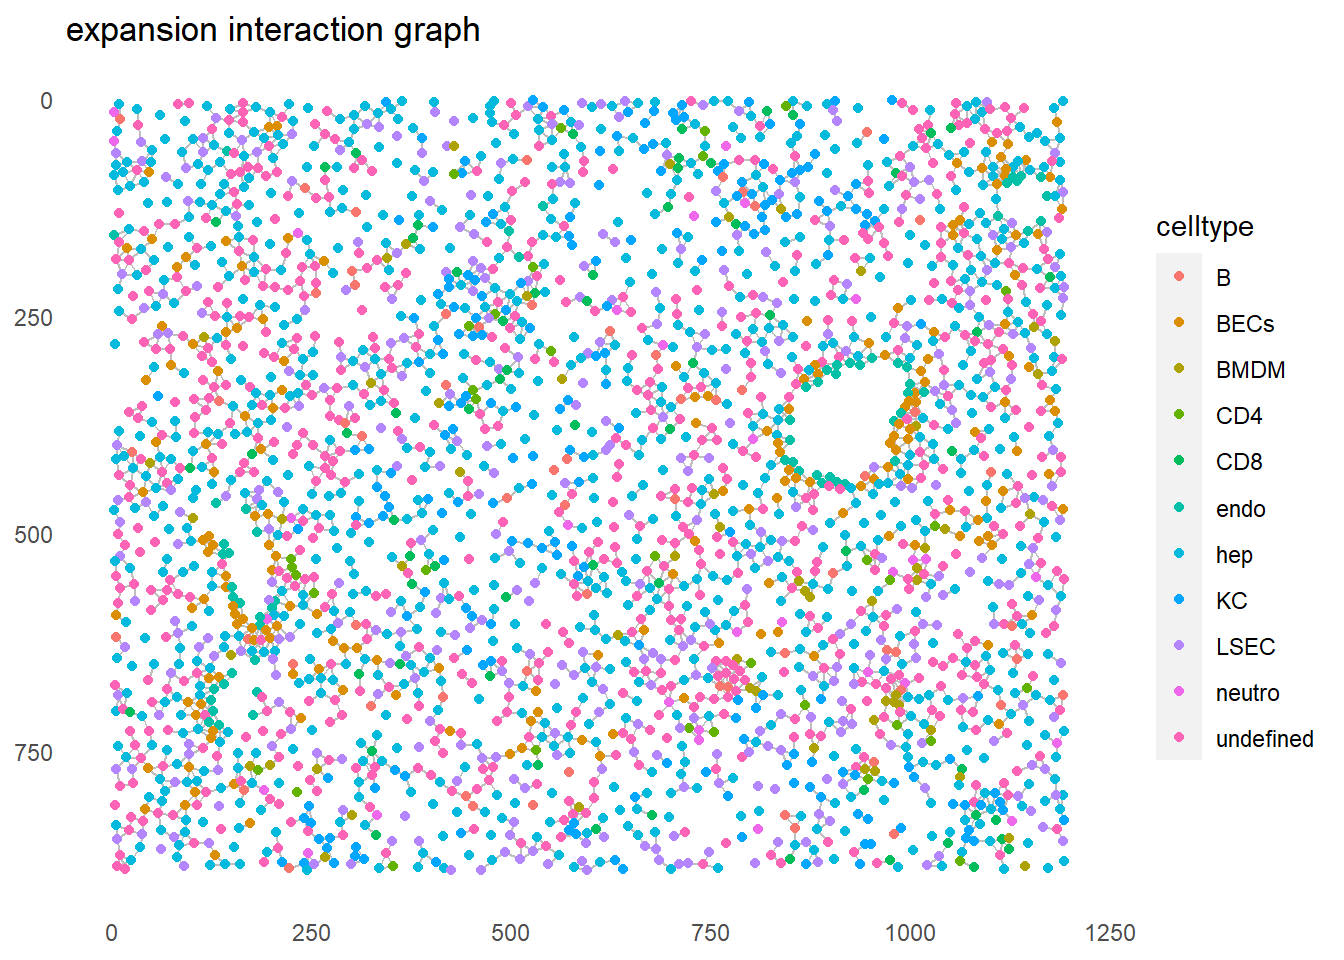 expansion interaction graph
0
250
500
750
0
250
500
750
1000
1250
celltype
B
BECs
BMDM
CD4
CD8
endo
hep
KC
LSEC
neutro
undefined